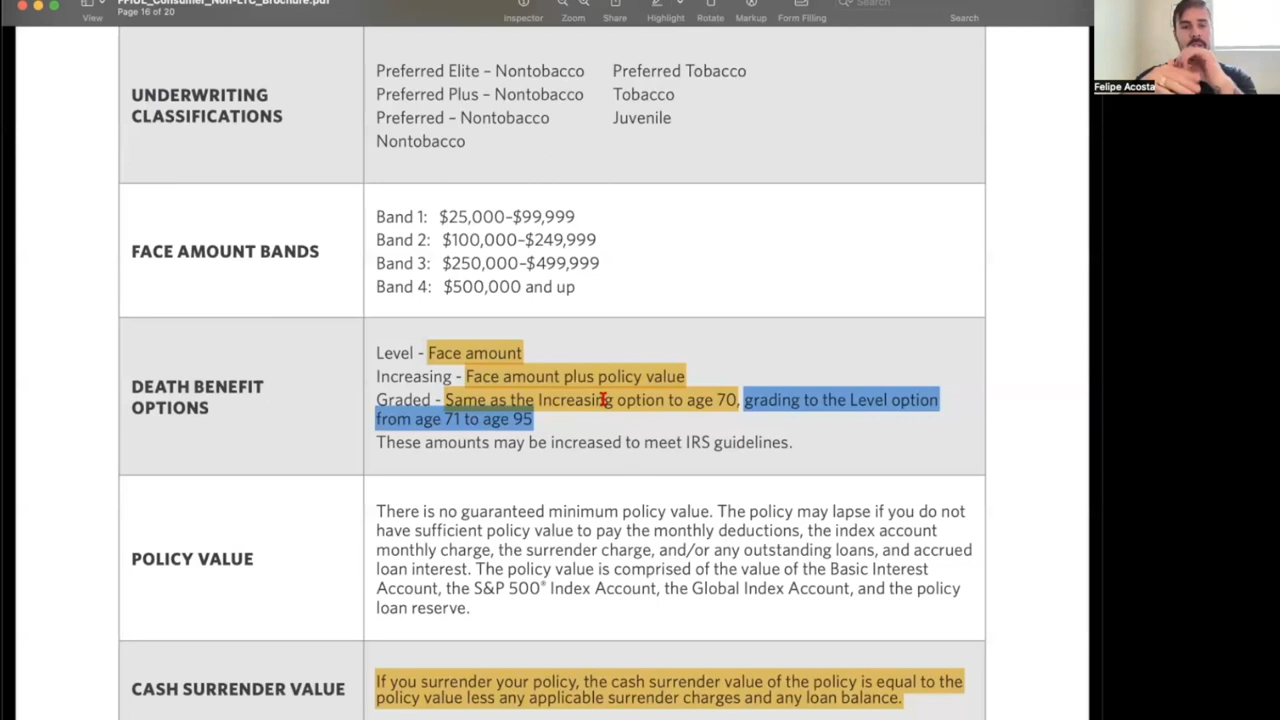 FFIUL_Consumer_Non-LTC_Brochure.pdf
Page 16 of 20
View
Inspector
Zoom
Share
Highlight
Rotate
Markup
Form Filling
Search
Search
Felipe Acosta
UNDERWRITING
CLASSIFICATIONS
Preferred Elite – Nontobacco
Preferred Plus – Nontobacco
Preferred – Nontobacco
Nontobacco
Preferred Tobacco
Tobacco
Juvenile
FACE AMOUNT BANDS
Band 1: $25,000–$99,999
Band 2: $100,000–$249,999
Band 3: $250,000–$499,999
Band 4: $500,000 and up
DEATH BENEFIT
OPTIONS
Level - Face amount
Increasing - Face amount plus policy value
Graded - Same as the Increasing option to age 70, grading to the Level option
from age 71 to age 95
These amounts may be increased to meet IRS guidelines.
POLICY VALUE
There is no guaranteed minimum policy value. The policy may lapse if you do not
have sufficient policy value to pay the monthly deductions, the index account
monthly charge, the surrender charge, and/or any outstanding loans, and accrued
loan interest. The policy value is comprised of the value of the Basic Interest
Account, the S&P 500® Index Account, the Global Index Account, and the policy
loan reserve.
CASH SURRENDER VALUE
If you surrender your policy, the cash surrender value of the policy is equal to the
policy value less any applicable surrender charges and any loan balance.